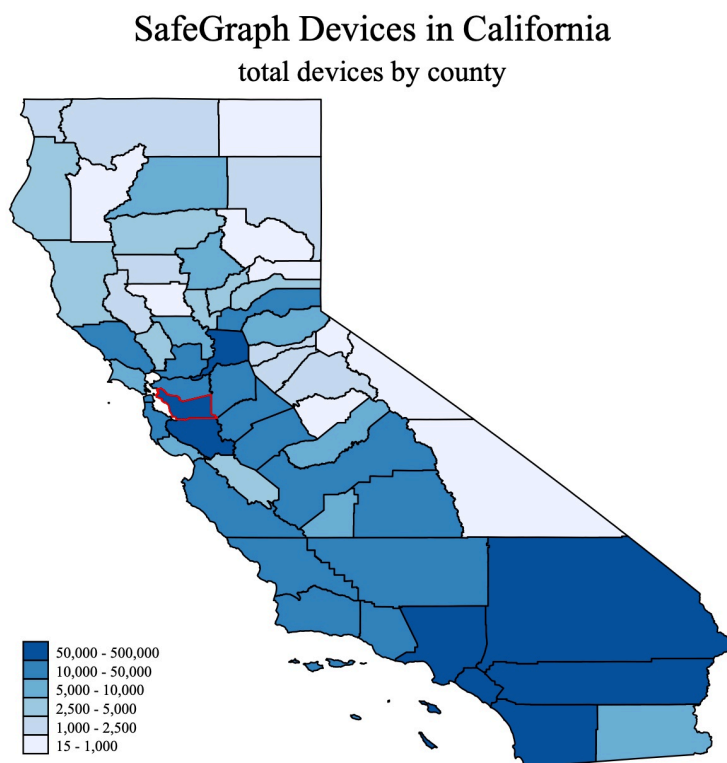 SafeGraph Devices in California
total devices by county
50,000 - 500,000
10,000 - 50,000
5,000 - 10,000
2,500 - 5,000
1,000 - 2,500
15 - 1,000